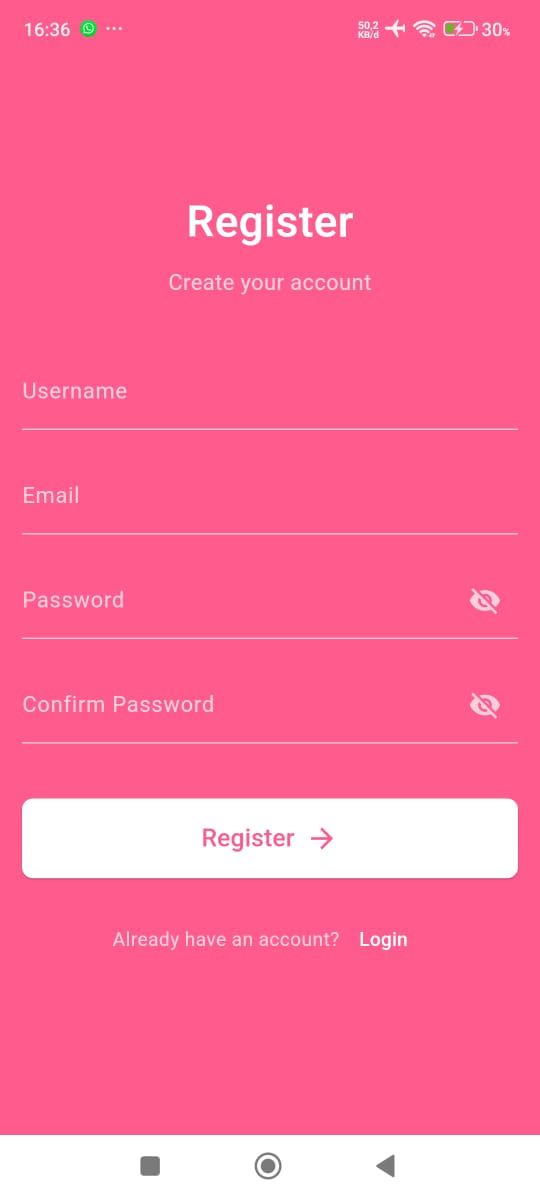 16:36 ... 50,2 30%
KB/d
Register
Create your account
Username
Email
Password
Confirm Password
Register →
Already have an account? Login